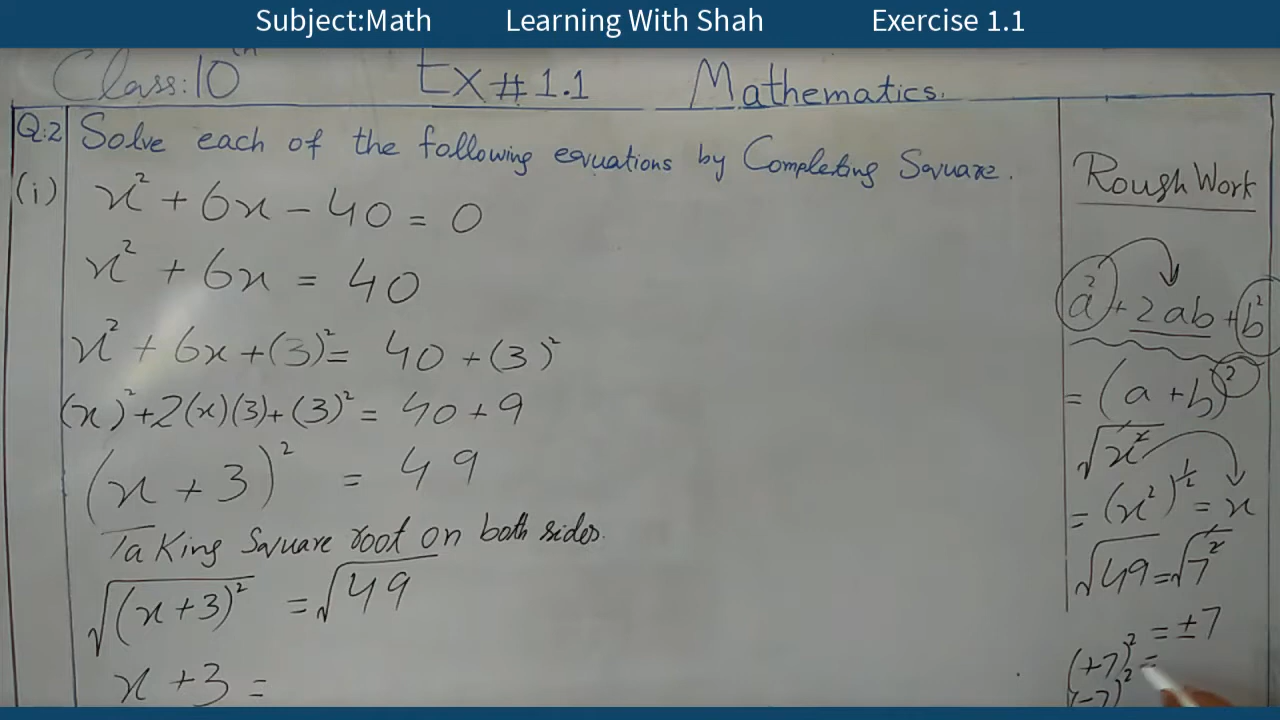 Subject:Math Learning With Shah Exercise 1.1
Class:10th Ex# 1.1 Mathematics.
Q:2 Solve each of the following equations by Completing Square.
(i) x² + 6x - 40 = 0
x² + 6x = 40
x² + 6x + (3)² = 40 + (3)²
(x)² + 2(x)(3) + (3)² = 40 + 9
(x + 3)² = 49
Taking Square root on both sides.
√(x+3)² = √49
x + 3 =
Rough Work
a² + 2ab + b²
= (a + b)²
√x²
= (x²)^½ = x
√49 = √7²
= ±7
(+7)² =
(-7)²